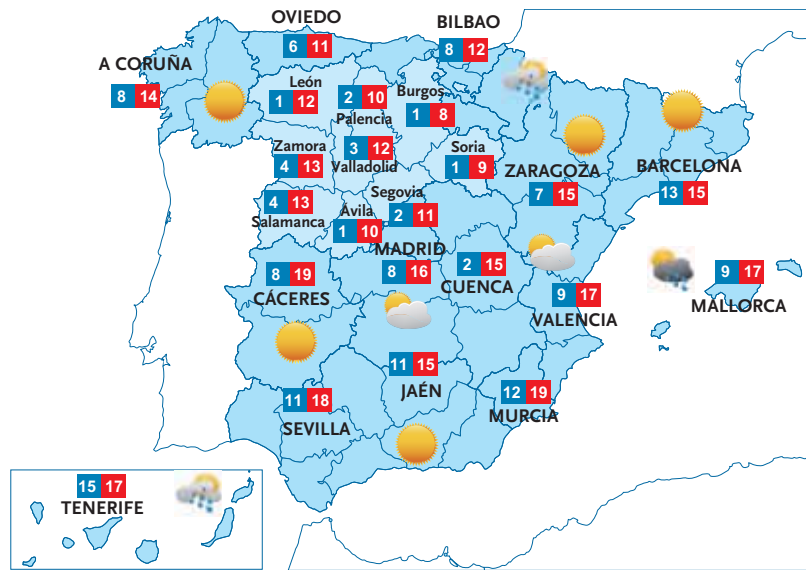 OVIEDO
6 11
BILBAO
8 12
A CORUÑA
8 14
León
1 12
2 10
Palencia
Burgos
1 8
Zamora
4 13
3 12
Valladolid
Soria
1 9
ZARAGOZA
7 15
BARCELONA
13 15
4 13
Salamanca
Ávila
1 10
Segovia
2 11
MADRID
8 16
2 15
CUENCA
8 19
CÁCERES
9 17
VALENCIA
9 17
MALLORCA
11 15
JAÉN
12 19
MURCIA
11 18
SEVILLA
15 17
TENERIFE